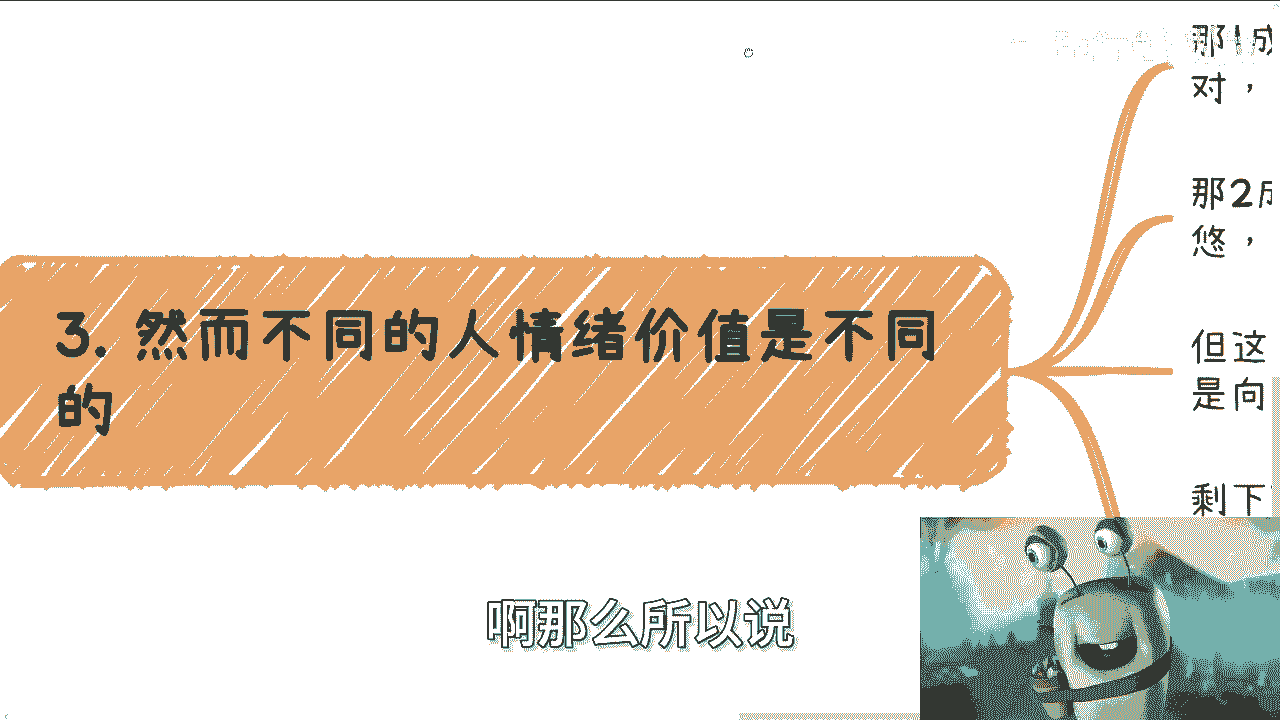 3. 然而不同的人情绪价值是不同
的
那1成
对，
那2成
悠，
但这
是向
剩下
啊那么所以说